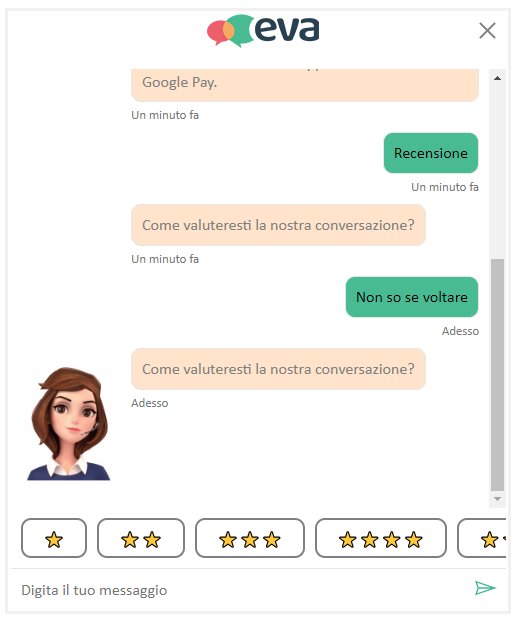 eva
Google Pay.
Un minuto fa
Recensione
Un minuto fa
Come valuteresti la nostra conversazione?
Un minuto fa
Non so se voltare
Adesso
Come valuteresti la nostra conversazione?
Adesso
Digita il tuo messaggio